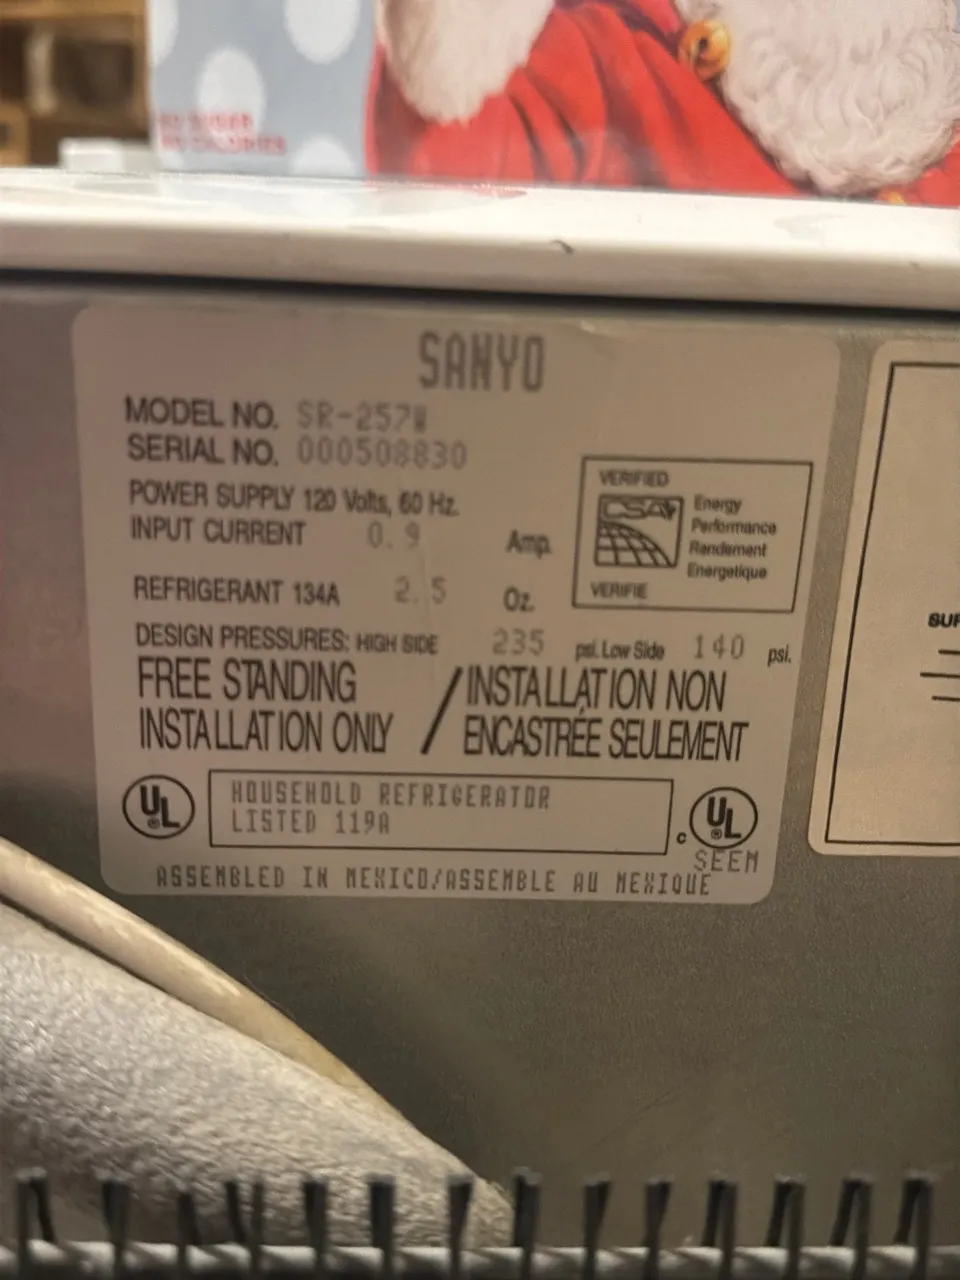 SANYO
MODEL NO. SR-257W
SERIAL NO. 000508830
POWER SUPPLY 120 Volts, 60 Hz.
INPUT CURRENT 0.9 Amp.
REFRIGERANT 134A 2.5 Oz.
DESIGN PRESSURES: HIGH SIDE 235 psi. Low Side 140 psi.
VERIFIED
CSA
Energy
Performance
Rendement
Energetique
VERIFIE
FREE STANDING
INSTALLATION ONLY
/
INSTALLATION NON
ENCASTRÉE SEULEMENT
UL
®
HOUSEHOLD REFRIGERATOR
LISTED 119A
c UL
®
SEEM
ASSEMBLED IN MEXICO/ASSEMBLE AU MEXIQUE